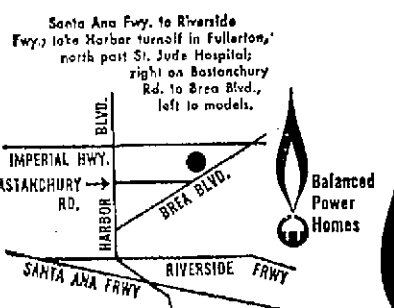 Santa Ana Fwy. to Riverside
Fwy.; take Harbor turnoff in Fullerton,
north past St. Jude Hospital;
right on Bastanchury
Rd. to Brea Blvd.,
left to models.
BLVD.
IMPERIAL HWY.
ASTANCHURY
RD.
BREA BLVD.
HARBOR
Balanced
Power
Homes
SANTA ANA FRWY
RIVERSIDE FRWY